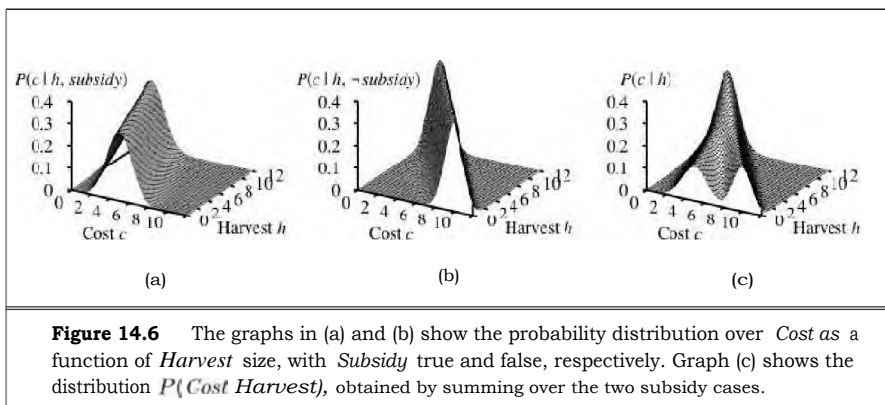 P(c | h, subsidy)
0.4
0.3
0.2
0.1
0
0 2 4 6 8 10
Cost c
0 2 4 6 8 10 12
Harvest h
(a)
P(c | h, ¬subsidy)
0.4
0.3
0.2
0.1
0
0 2 4 6 8 10
Cost c
0 2 4 6 8 10 12
Harvest h
(b)
P(c | h)
0.4
0.3
0.2
0.1
0
0 2 4 6 8 10
Cost c
0 2 4 6 8 10 12
Harvest h
(c)
Figure 14.6 The graphs in (a) and (b) show the probability distribution over Cost as a
function of Harvest size, with Subsidy true and false, respectively. Graph (c) shows the
distribution P(Cost Harvest), obtained by summing over the two subsidy cases.